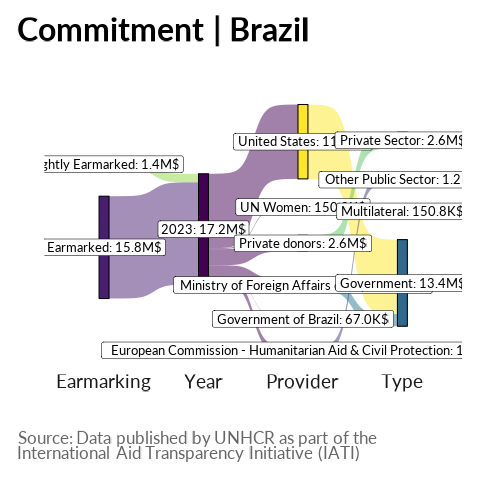 Commitment | Brazil
ghtly Earmarked: 1.4M$
Earmarked: 15.8M$
2023: 17.2M$
United States: 11
UN Women: 150
Private donors: 2.6M$
Ministry of Foreign Affairs
Government of Brazil: 67.0K$
European Commission - Humanitarian Aid & Civil Protection: 1
Private Sector: 2.6M$
Other Public Sector: 1.2
Multilateral: 150.8K$
Government: 13.4M$
Earmarking Year Provider Type
Source: Data published by UNHCR as part of the
International Aid Transparency Initiative (IATI)